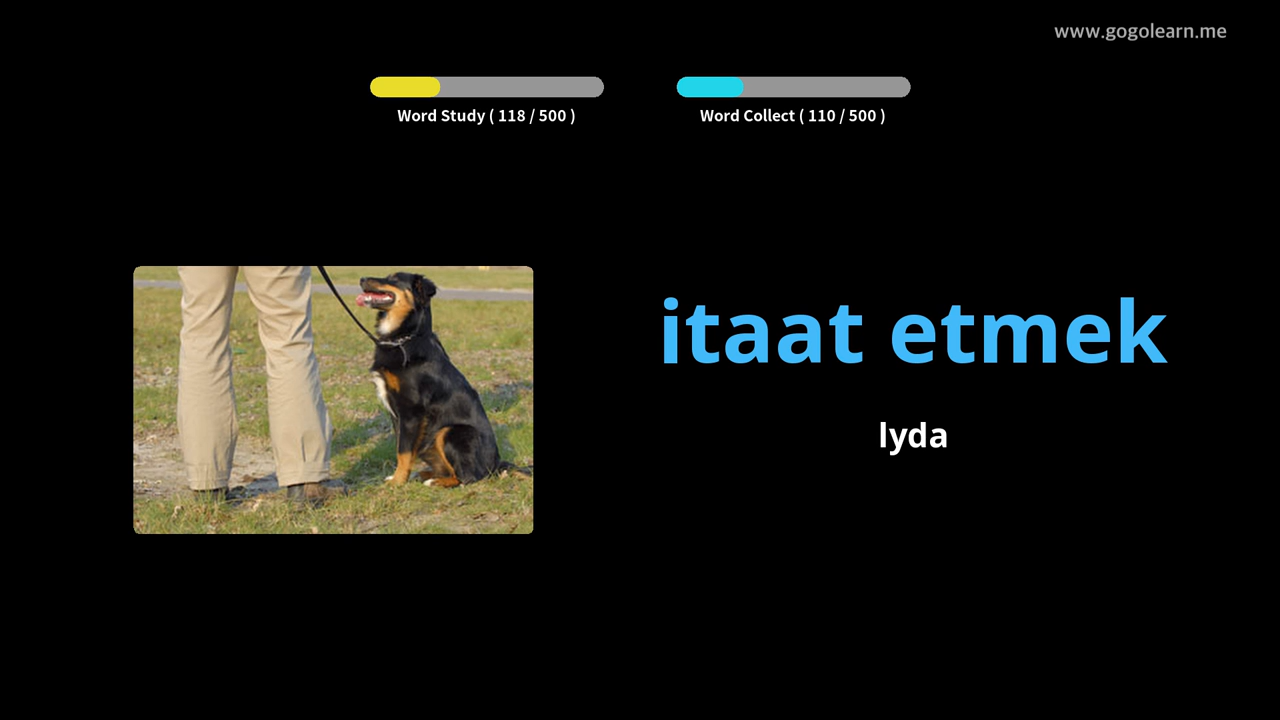 www.gogolearn.me
Word Study ( 118 / 500 )
Word Collect ( 110 / 500 )
itaat etmek
lyda